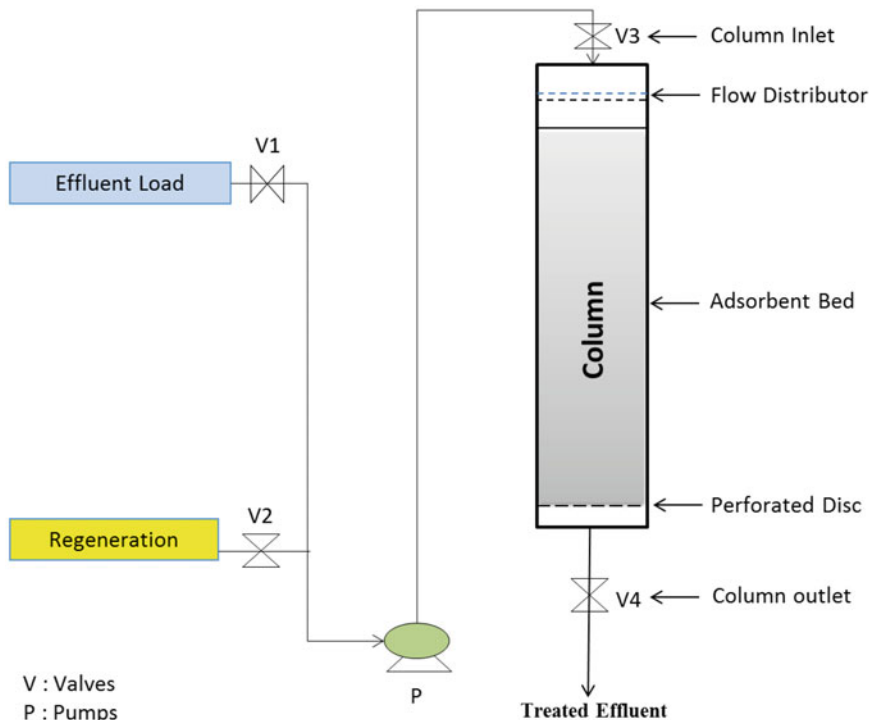 V3
Column Inlet
Flow Distributor
V1
Effluent Load
Column
Adsorbent Bed
V2
Regeneration
Perforated Disc
V4
Column outlet
P
V : Valves
P : Pumps
Treated Effluent